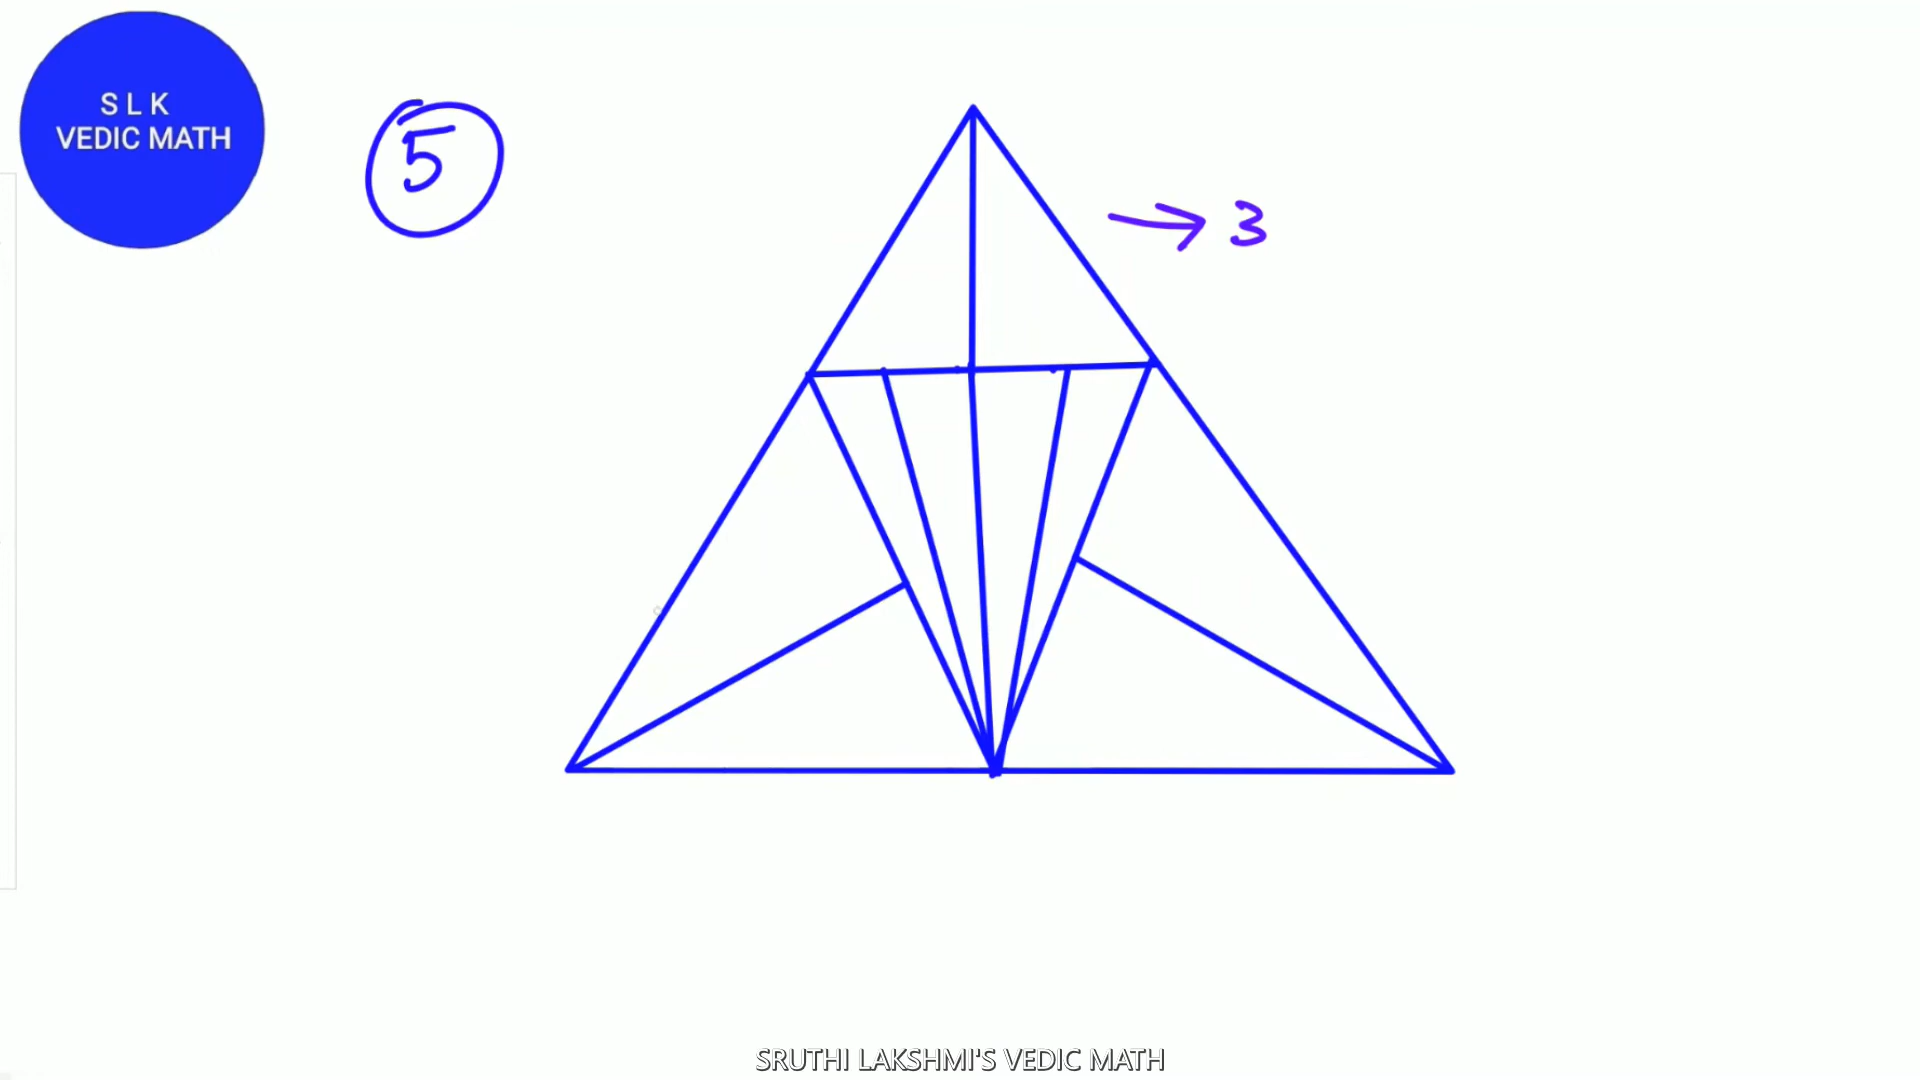 S L K
VEDIC MATH
5
→ 3
SRUTHI LAKSHMI'S VEDIC MATH